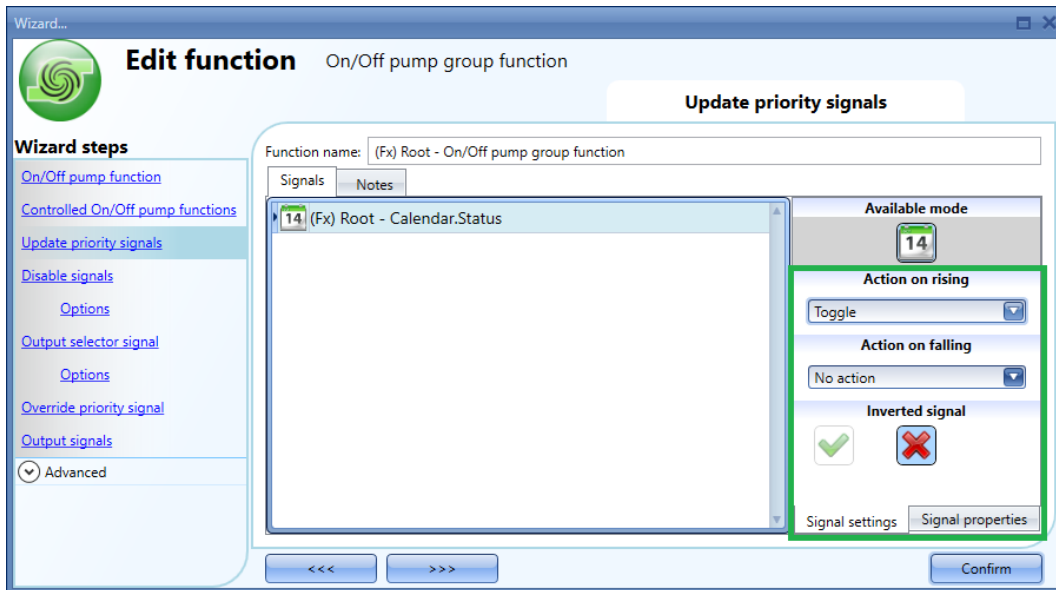 Wizard...
Edit function On/Off pump group function
Update priority signals
Wizard steps
On/Off pump function
Controlled On/Off pump functions
Update priority signals
Disable signals
Options
Output selector signal
Options
Override priority signal
Output signals
Advanced
Function name: (Fx) Root - On/Off pump group function
Signals Notes
14 (Fx) Root - Calendar.Status
Available mode
14
Action on rising
Toggle
Action on falling
No action
Inverted signal
Signal settings Signal properties
<<< >>> Confirm